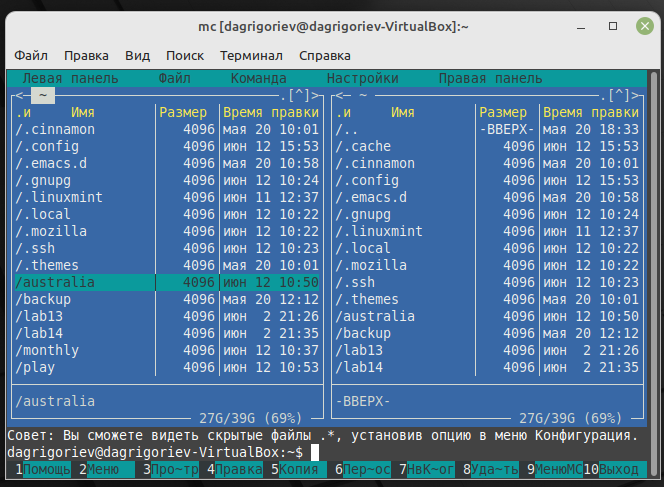 mc [dagrigoriev@dagrigoriev-VirtualBox]:~
Файл Правка Вид Поиск Терминал Справка
Левая панель Файл Команда Настройки Правая панель
<─ ~ .[^]> <─ ~ .[^]>
.и Имя Размер Время правки .и Имя Размер Время правки
/.cinnamon 4096 мая 20 10:01 /.. -ВВЕРХ- мая 20 18:33
/.config 4096 июн 12 15:53 /.cache 4096 июн 12 15:53
/.emacs.d 4096 мая 20 10:58 /.cinnamon 4096 мая 20 10:01
/.gnupg 4096 июн 12 10:24 /.config 4096 июн 12 15:53
/.linuxmint 4096 июн 11 12:37 /.emacs.d 4096 мая 20 10:58
/.local 4096 июн 12 10:22 /.gnupg 4096 июн 12 10:24
/.mozilla 4096 июн 12 10:22 /.linuxmint 4096 июн 11 12:37
/.ssh 4096 июн 12 10:23 /.local 4096 июн 12 10:22
/.themes 4096 мая 20 10:01 /.mozilla 4096 июн 12 10:22
/australia 4096 июн 12 10:50 /.ssh 4096 июн 12 10:23
/backup 4096 мая 20 12:12 /.themes 4096 мая 20 10:01
/lab13 4096 июн 2 21:26 /australia 4096 июн 12 10:50
/lab14 4096 июн 2 21:35 /backup 4096 мая 20 12:12
/monthly 4096 июн 12 10:37 /lab13 4096 июн 2 21:26
/play 4096 июн 12 10:53 /lab14 4096 июн 2 21:35
/australia -ВВЕРХ-
27G/39G (69%) 27G/39G (69%)
Совет: Вы сможете видеть скрытые файлы .*, установив опцию в меню Конфигурация.
dagrigoriev@dagrigoriev-VirtualBox:~$
1Помощь 2Меню 3Про~тр 4Правка 5Копия 6Пер~ос 7НвК~ог 8Уда~ть 9МенюMC 10Выход